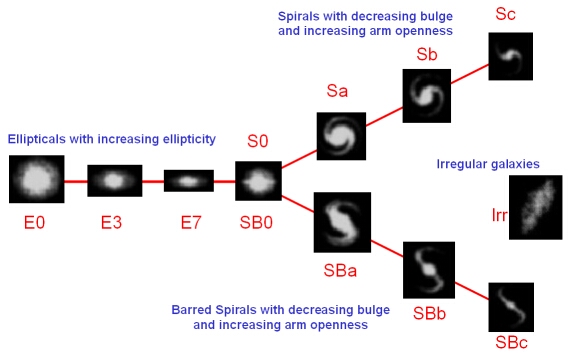 Spirals with decreasing bulge
and increasing arm openness
Sc
Sb
Sa
Ellipticals with increasing ellipticity
S0
Irregular galaxies
Irr
E0
E3
E7
SB0
SBa
SBb
SBc
Barred Spirals with decreasing bulge
and increasing arm openness